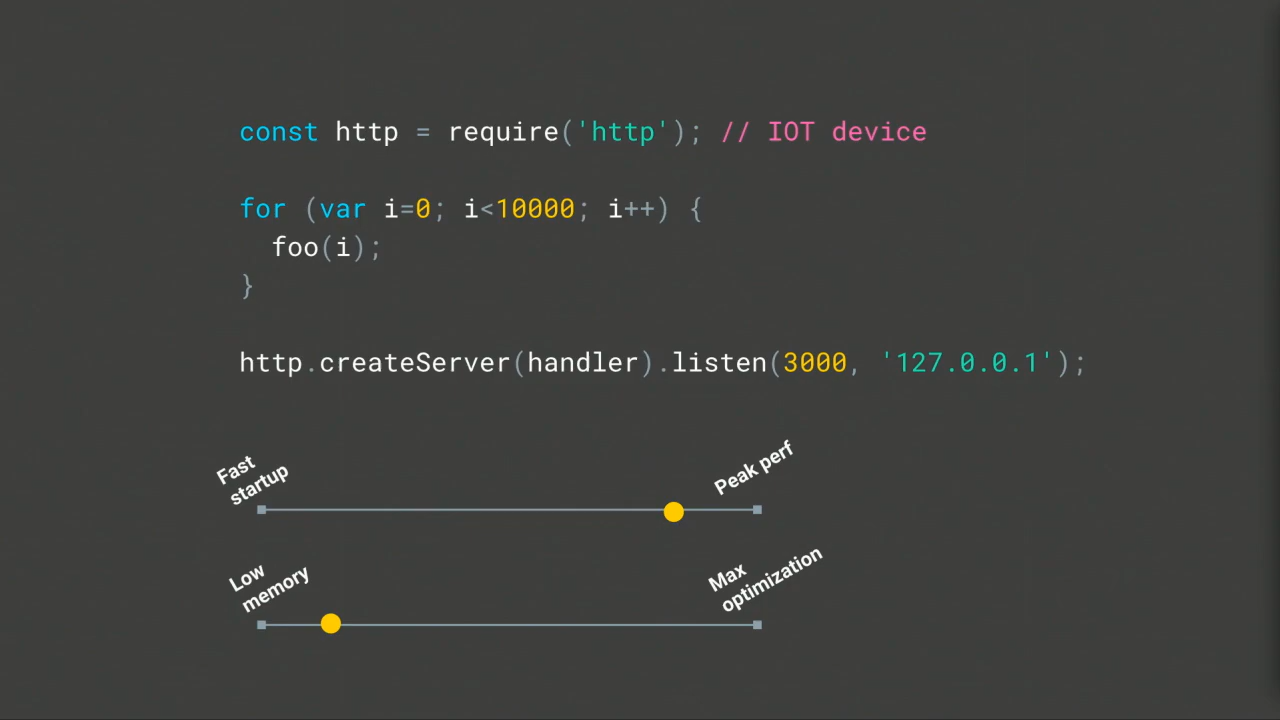 const http = require('http'); // IOT device
for (var i=0; i<10000; i++) {
  foo(i);
}
http.createServer(handler).listen(3000, '127.0.0.1');
Fast
startup
Peak perf
Low
memory
Max
optimization